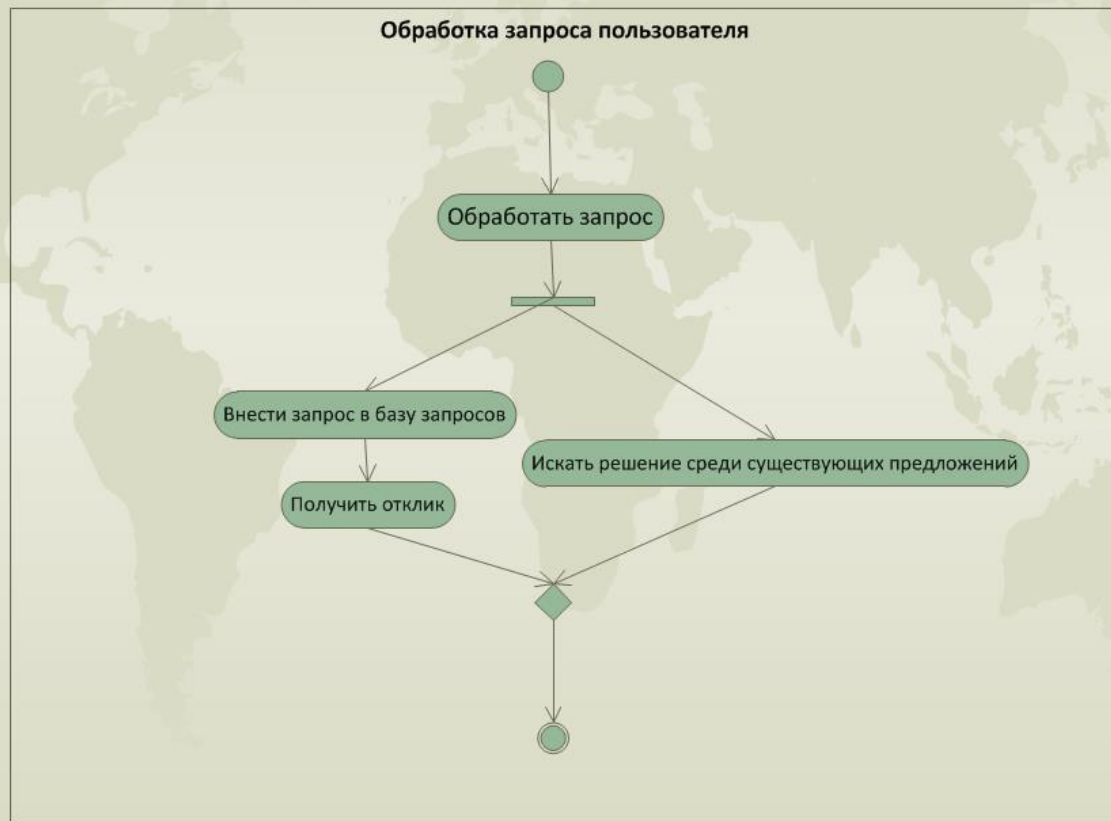 Обработка запроса пользователя
Обработать запрос
Внести запрос в базу запросов
Искать решение среди существующих предложений
Получить отклик